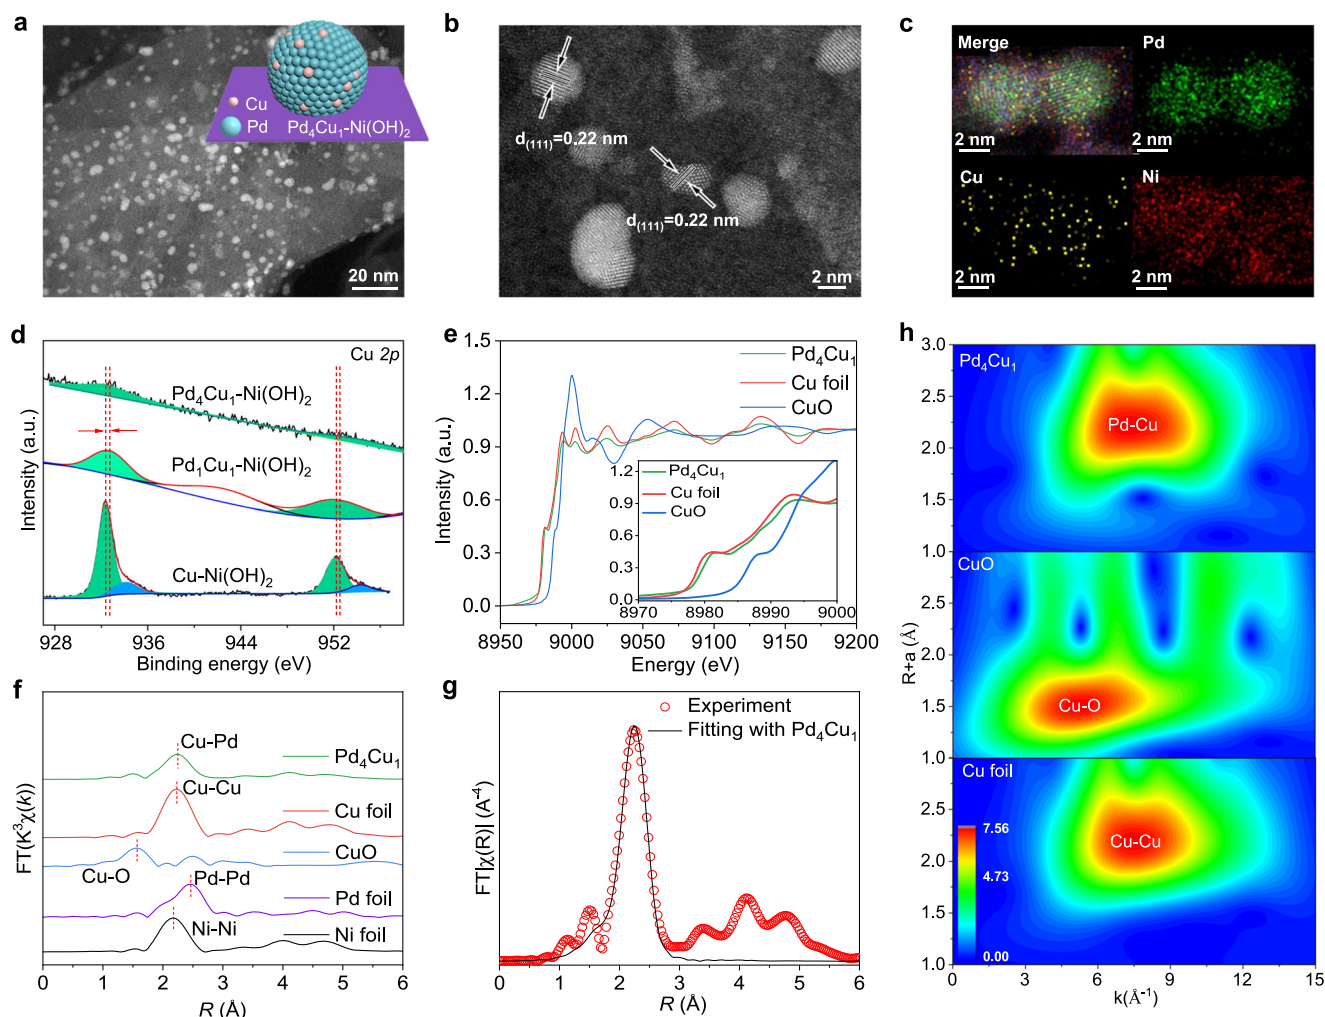 a
Cu
Pd Pd₄Cu₁-Ni(OH)₂
20 nm
b
d₍₁₁₁₎=0.22 nm
d₍₁₁₁₎=0.22 nm
2 nm
c
Merge
2 nm
Pd
2 nm
Cu
2 nm
Ni
2 nm
d
Cu 2p
Pd₄Cu₁-Ni(OH)₂
Pd₁Cu₁-Ni(OH)₂
Cu-Ni(OH)₂
Intensity (a.u.)
928 936 944 952
Binding energy (eV)
e
1.5
1.2
0.9
0.6
0.3
0.0
Intensity (a.u.)
Pd₄Cu₁
Cu foil
CuO
1.2
0.9
0.6
0.3
0.0
Pd₄Cu₁
Cu foil
CuO
8970 8980 8990 9000
8950 9000 9050 9100 9150 9200
Energy (eV)
f
Cu-Pd
Pd₄Cu₁
Cu-Cu
Cu foil
CuO
Cu-O
Pd-Pd
Pd foil
Ni-Ni
Ni foil
FT(K³χ(k))
0 1 2 3 4 5 6
R (Å)
g
Experiment
Fitting with Pd₄Cu₁
FT|χ(R)| (A⁻⁴)
0 1 2 3 4 5 6
R (Å)
h
3.0
Pd₄Cu₁
2.5
Pd-Cu
2.0
1.5
1.0
CuO
2.5
2.0
Cu-O
1.5
1.0
Cu foil
2.5
7.56
Cu-Cu
2.0
4.73
1.5
0.00
1.0
R+a (Å)
0 3 6 9 12 15
k(Å⁻¹)